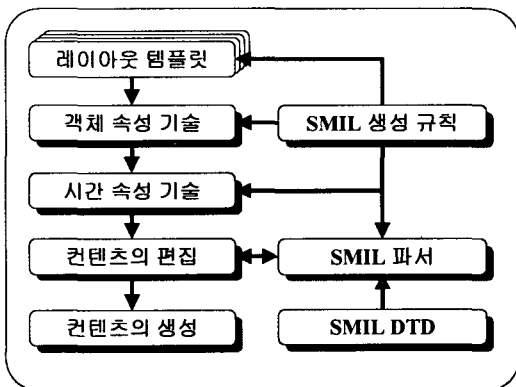 레이아웃 템플릿
객체 속성 기술
SMIL 생성 규칙
시간 속성 기술
컨텐츠의 편집
SMIL 파서
컨텐츠의 생성
SMIL DTD